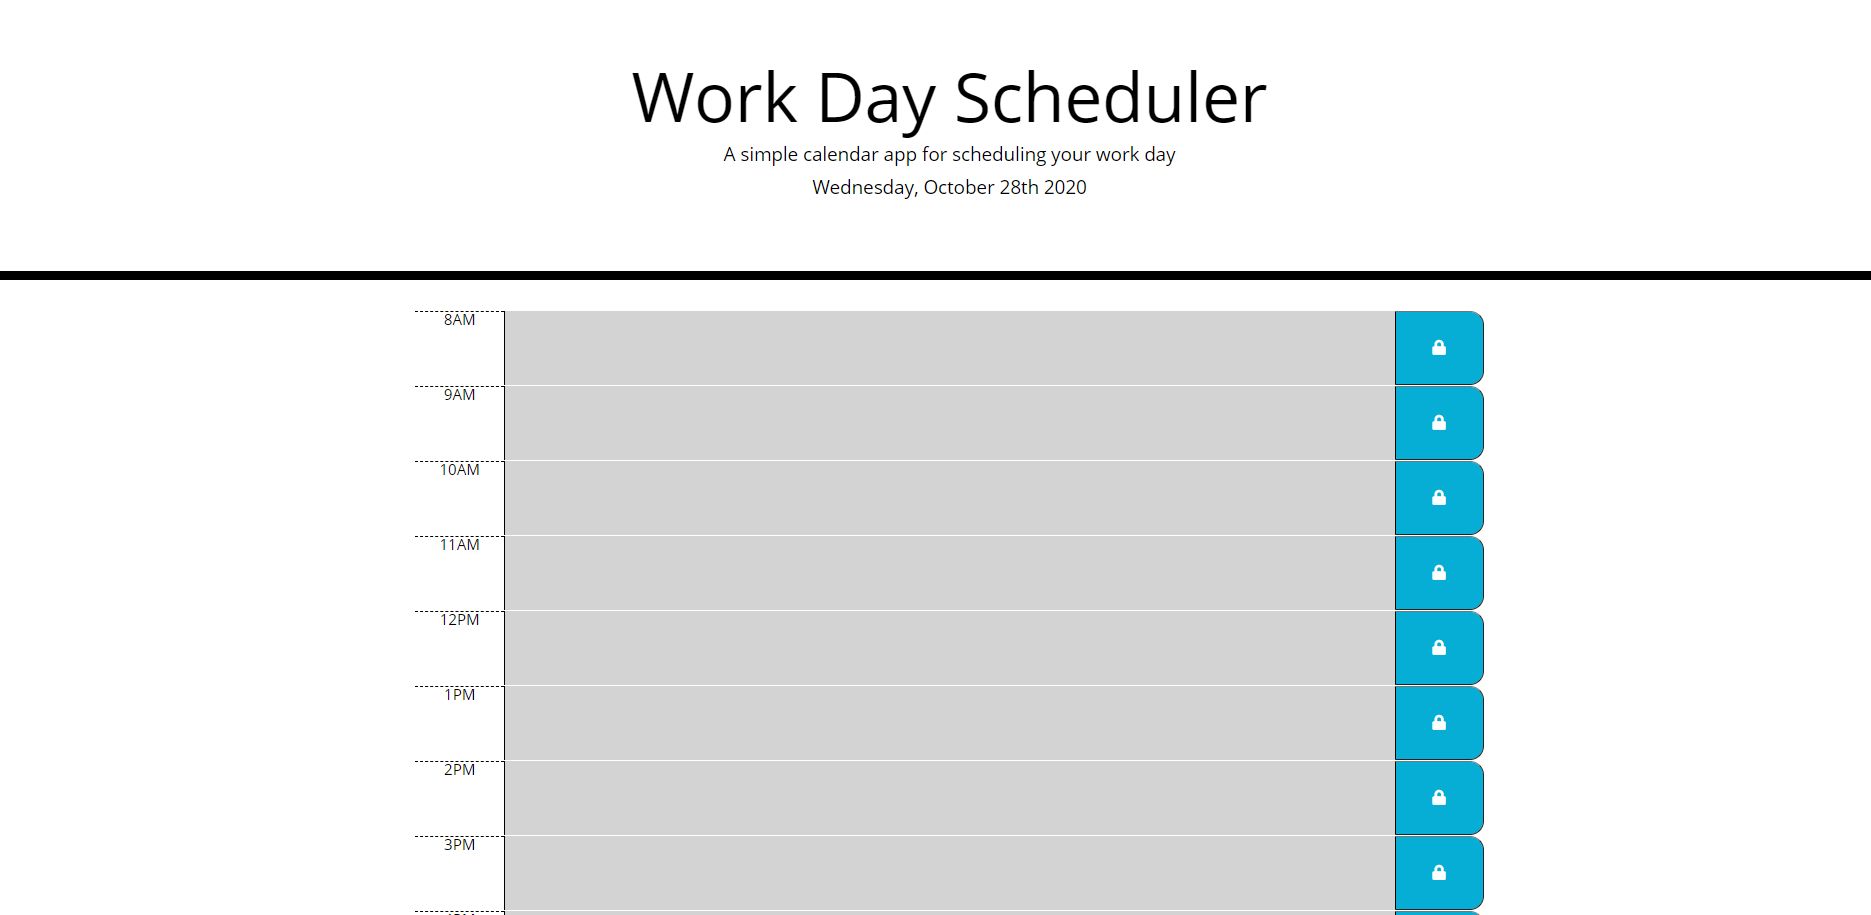 Work Day Scheduler
A simple calendar app for scheduling your work day
Wednesday, October 28th 2020
8AM
9AM
10AM
11AM
12PM
1PM
2PM
3PM